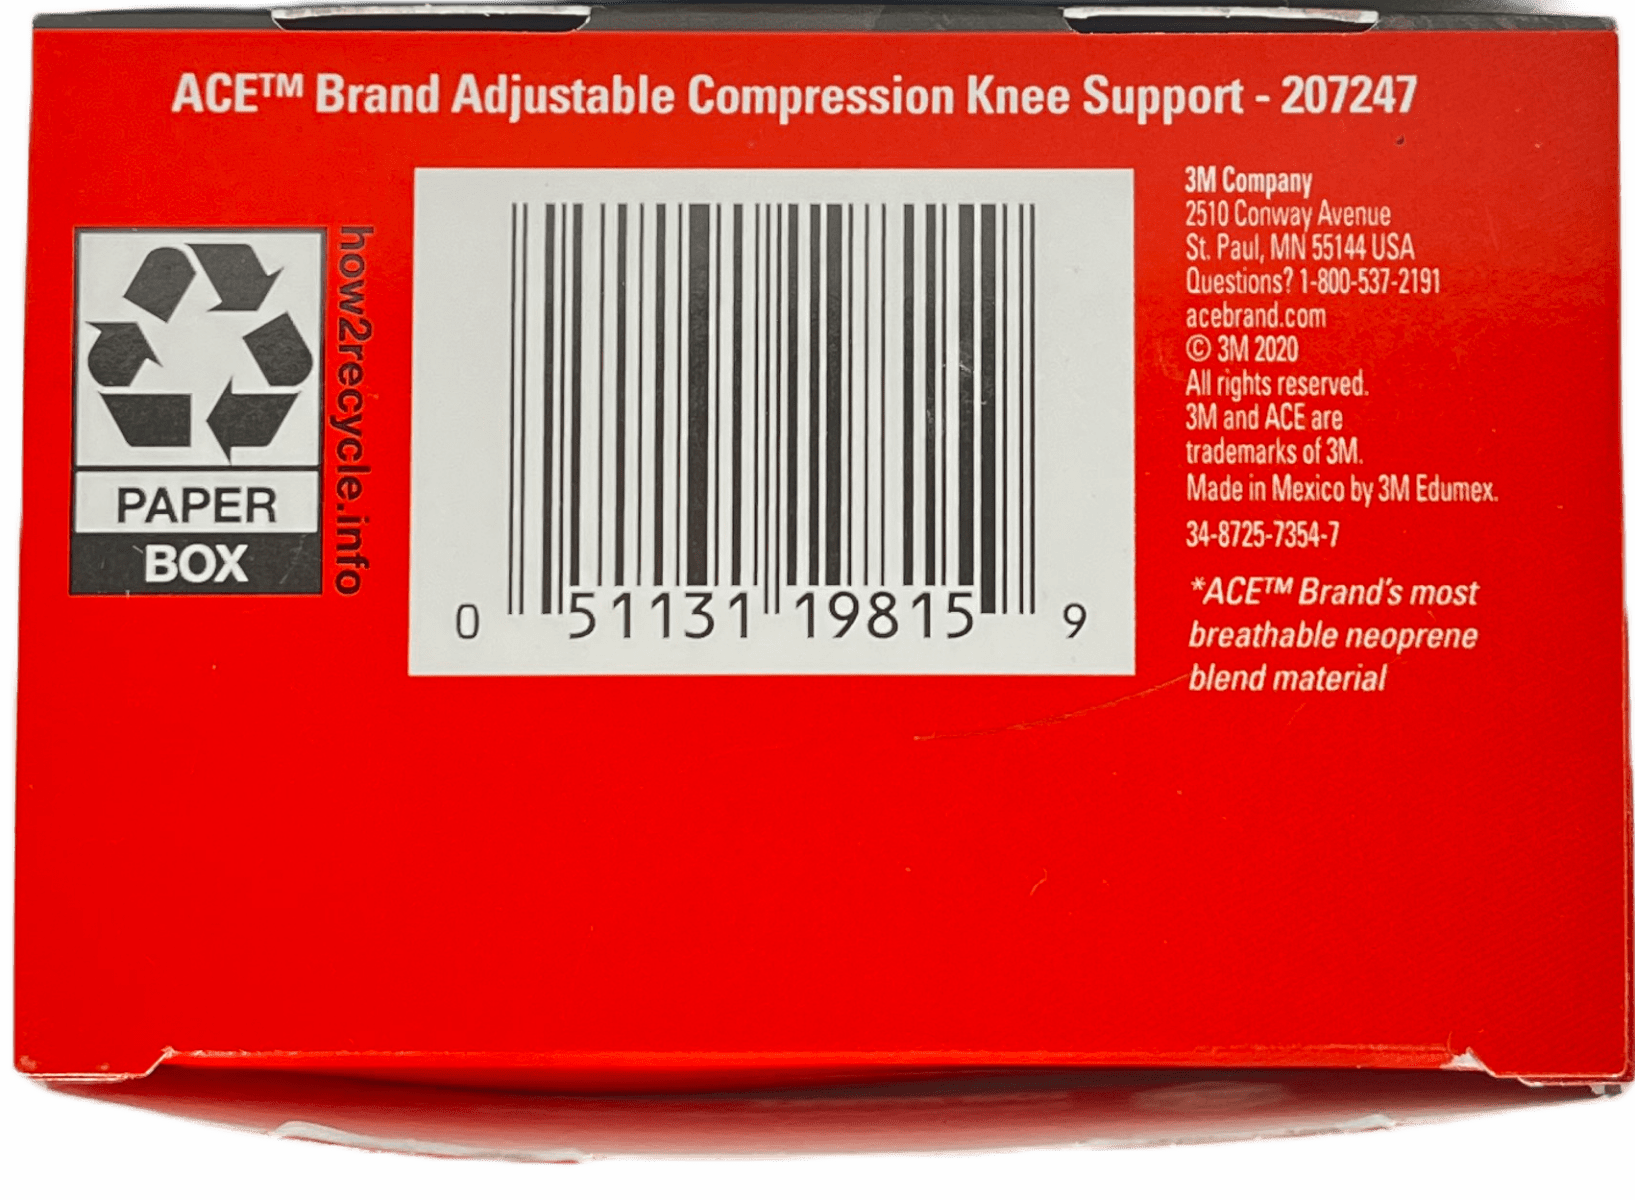 ACE™ Brand Adjustable Compression Knee Support - 207247
how2recycle.info
PAPER
BOX
0 51131 19815 9
3M Company
2510 Conway Avenue
St. Paul, MN 55144 USA
Questions? 1-800-537-2191
acebrand.com
© 3M 2020
All rights reserved.
3M and ACE are
trademarks of 3M.
Made in Mexico by 3M Edumex.
34-8725-7354-7
*ACE™ Brand's most
breathable neoprene
blend material